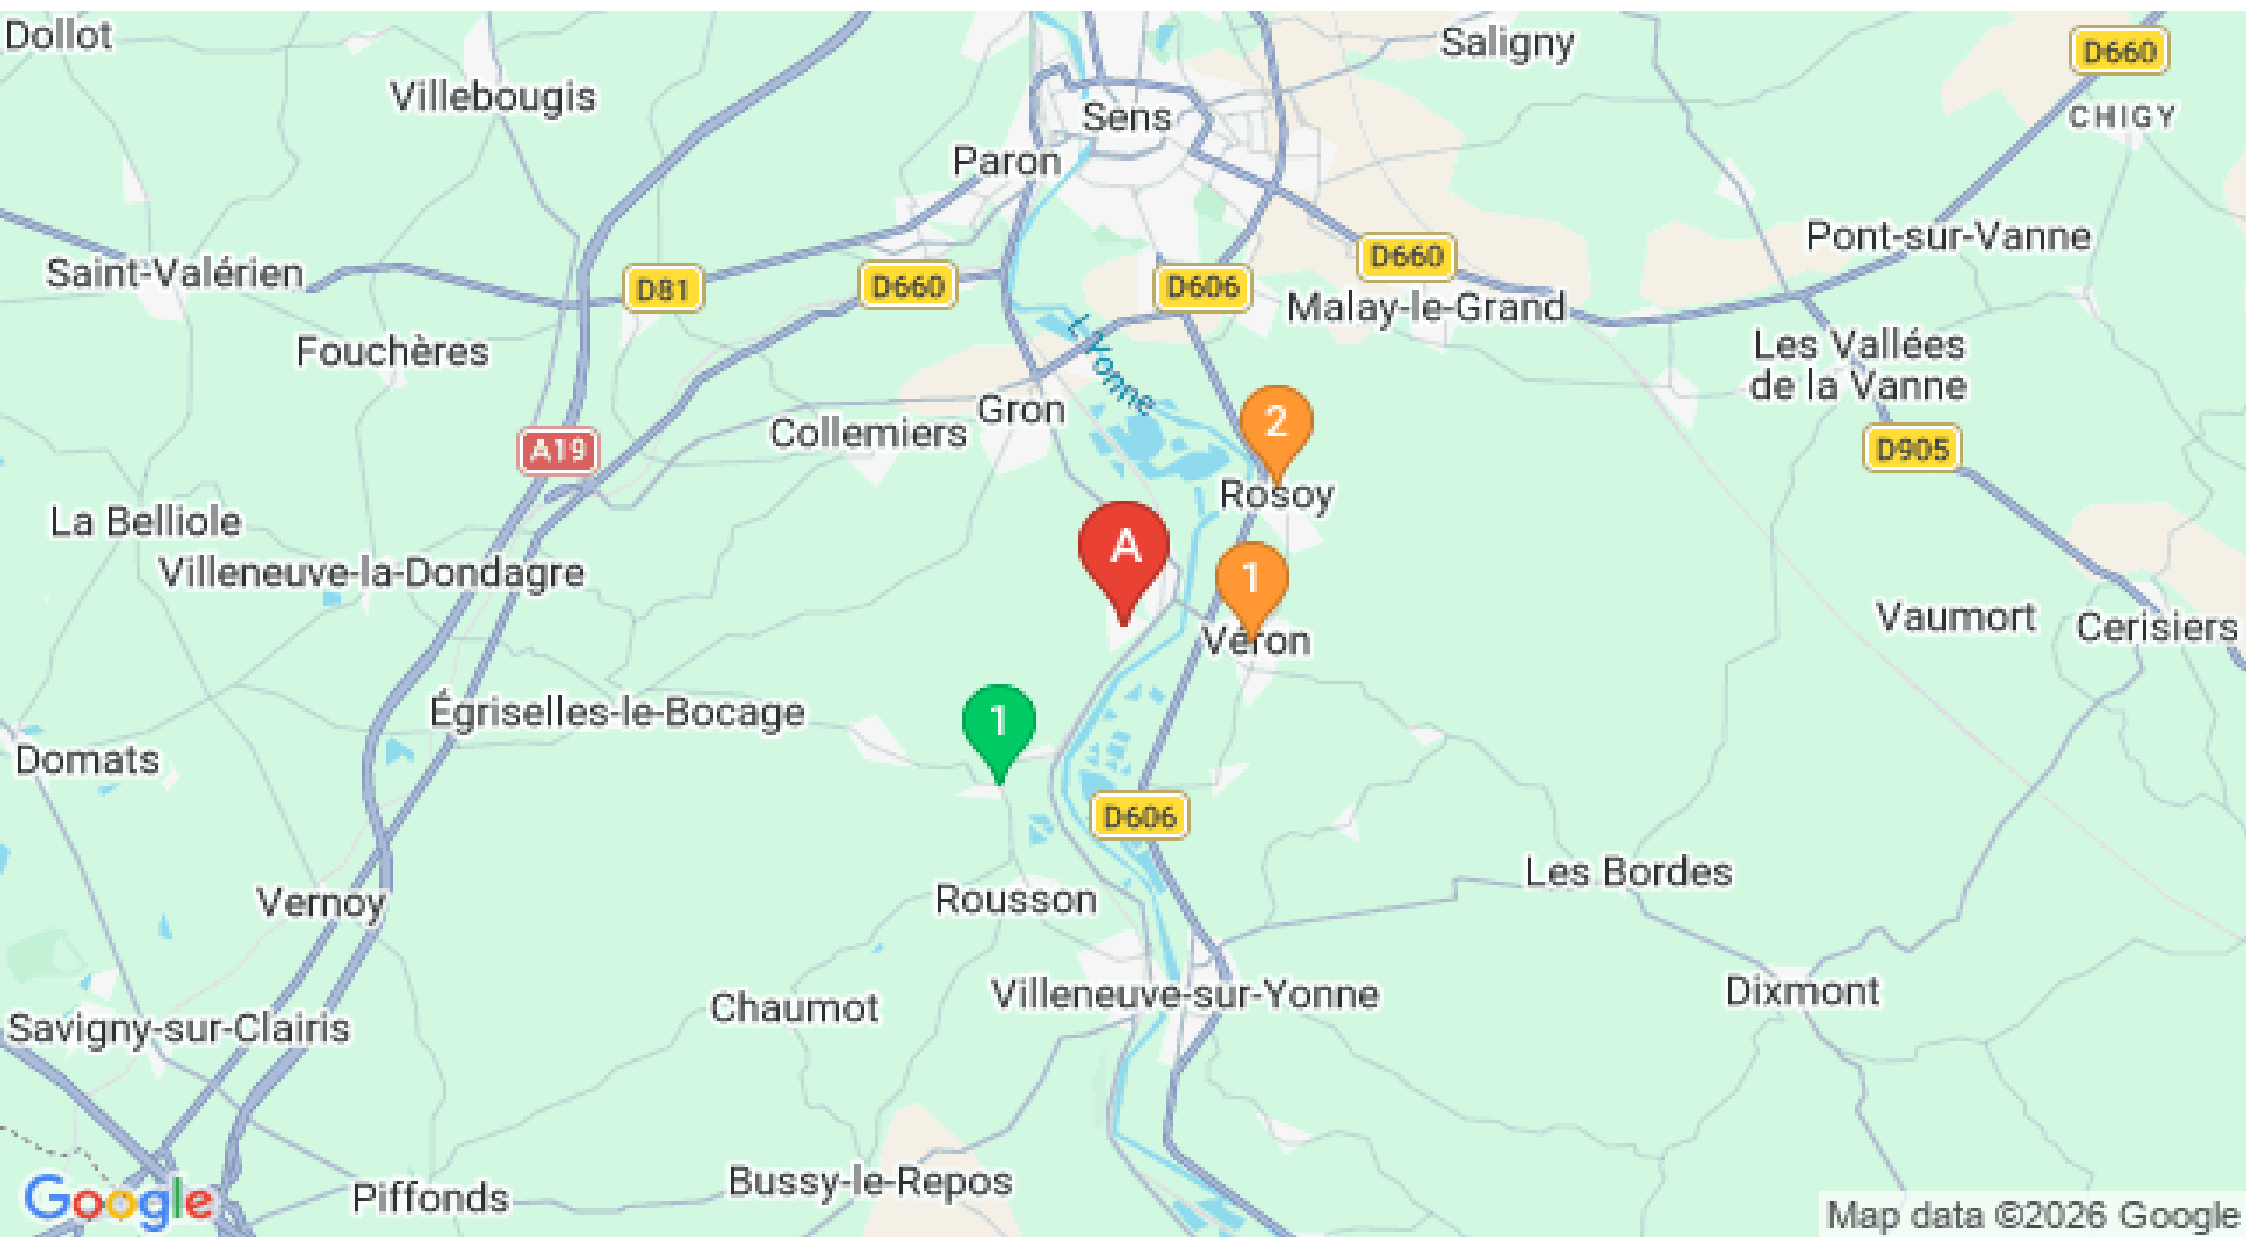 Dollot
Saligny
D660
Villebougis
Sens
CHIGY
Paron
Pont-sur-Vanne
D660
Saint-Valérien
D81
D660
D606
Malay-le-Grand
L'Yonne
Fouchères
Les Vallées
de la Vanne
Gron
Collemiers
2
A19
D905
Rosoy
La Belliole
A
Villeneuve-la-Dondagre
1
Vaumort
Cerisiers
Véron
Égriselles-le-Bocage
1
Domats
D606
Les Bordes
Vernoy
Rousson
Villeneuve-sur-Yonne
Dixmont
Chaumot
Savigny-sur-Clairis
Bussy-le-Repos
Piffonds
Google
Map data ©2026 Google